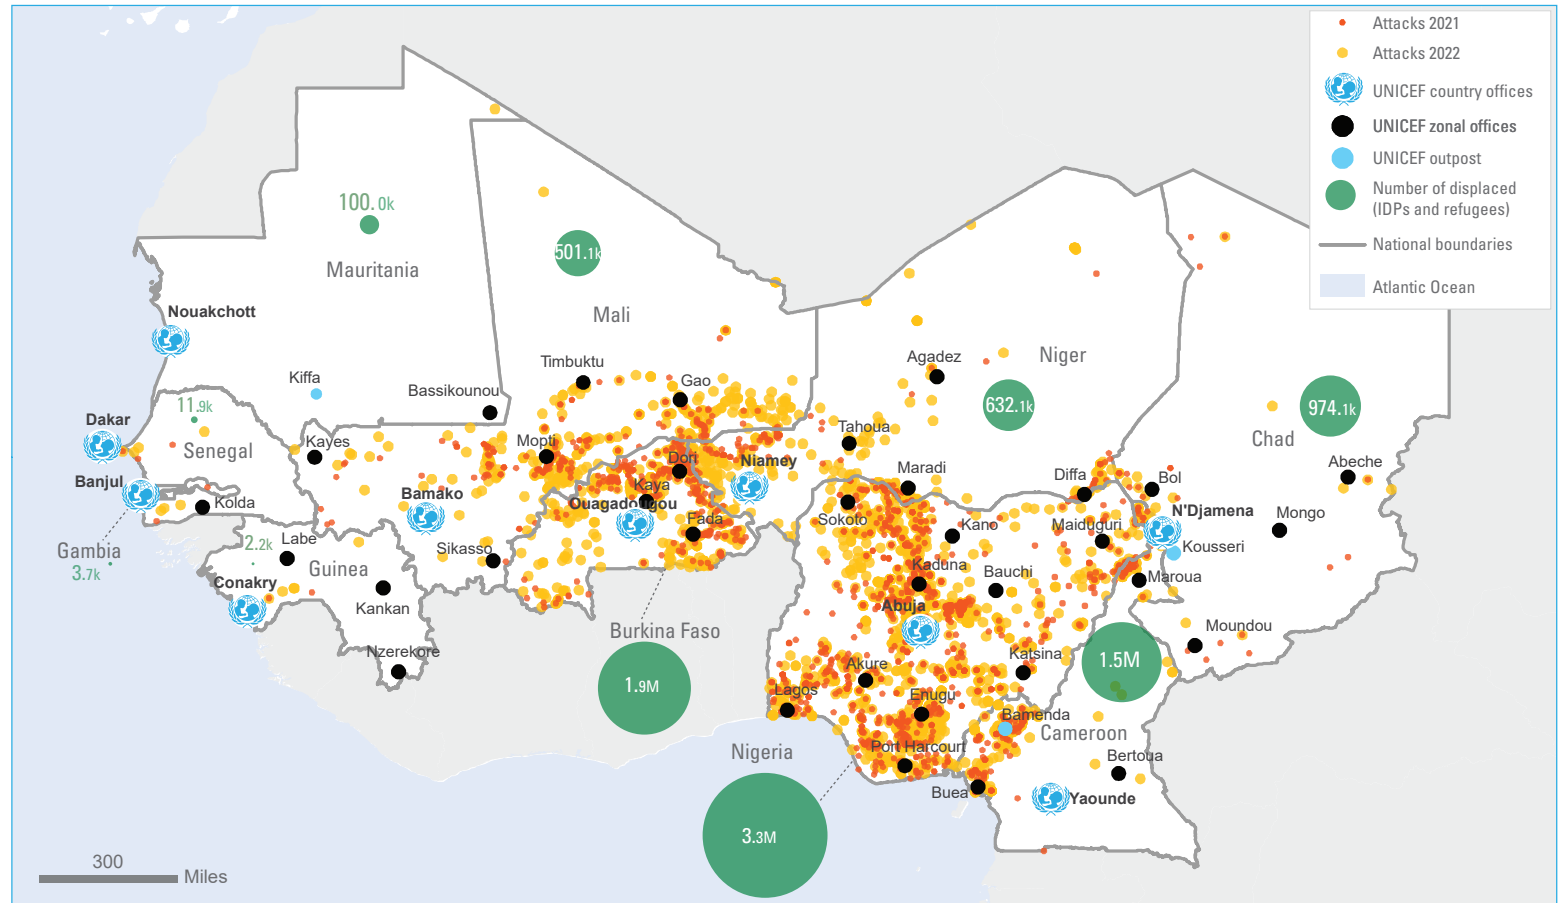 Attacks 2021
Attacks 2022
UNICEF country offices
UNICEF zonal offices
UNICEF outpost
Number of displaced
(IDPs and refugees)
National boundaries
Atlantic Ocean
100.0k
Mauritania
501.1k
Mali
Nouakchott
Timbuktu
Agadez
Niger
Kiffa
Gao
Bassikounou
632.1k
974.1k
11.9k
Dakar
Senegal
Kayes
Mopti
Tahoua
Chad
Dori
Niamey
Maradi
Abeche
Banjul
Diffa
Bol
Kolda
Bamako
Kaya
Ouagadougou
Sokoto
N'Djamena
Mongo
Fada
Kano
Maiduguri
Gambia
3.7k
2.2k
Labe
Sikasso
Kousseri
Guinea
Conakry
Kaduna
Bauchi
Maroua
Kankan
Abuja
Burkina Faso
Moundou
Nzerekore
Katsina
1.5M
Akure
1.9M
Lagos
Enugu
Bamenda
Cameroon
Nigeria
Port Harcourt
Bertoua
Buea
Yaounde
3.3M
300
Miles